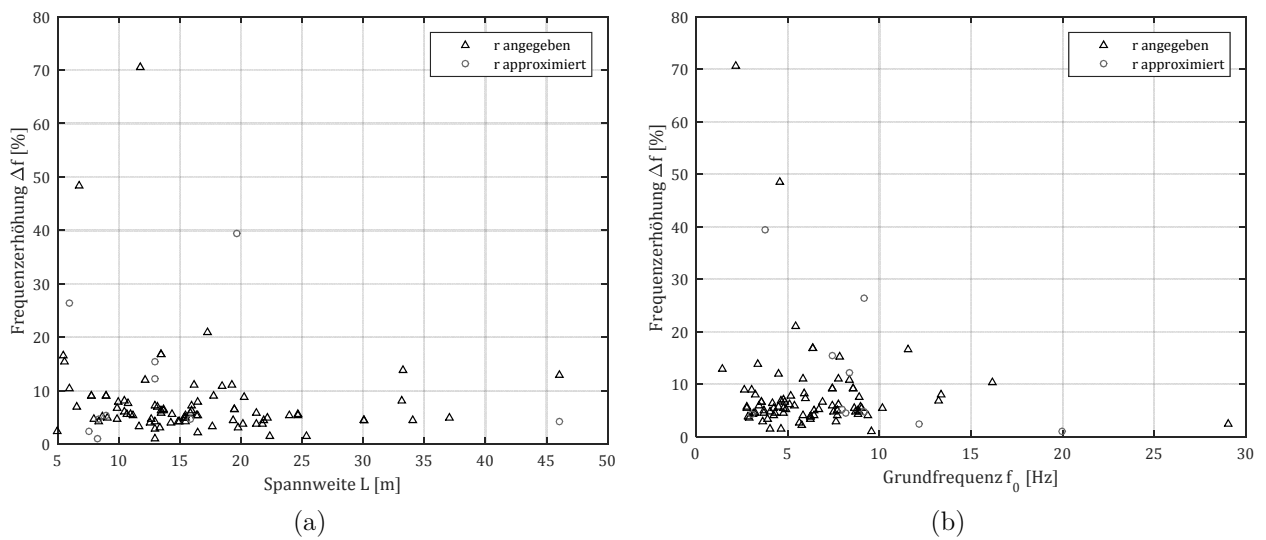 80
70
60
50
40
30
20
10
0
Frequenzerhöhung Δf [%]
r angegeben
r approximiert
5 10 15 20 25 30 35 40 45 50
Spannweite L [m]
(a)
80
70
60
50
40
30
20
10
0
Frequenzerhöhung Δf [%]
r angegeben
r approximiert
0 5 10 15 20 25 30
Grundfrequenz f₀ [Hz]
(b)